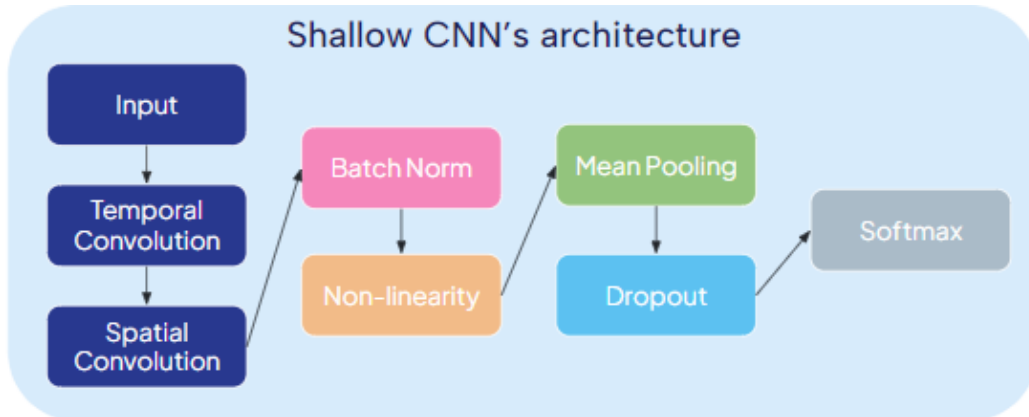 Shallow CNN's architecture
Input
Temporal
Convolution
Spatial
Convolution
Batch Norm
Non-linearity
Mean Pooling
Dropout
Softmax